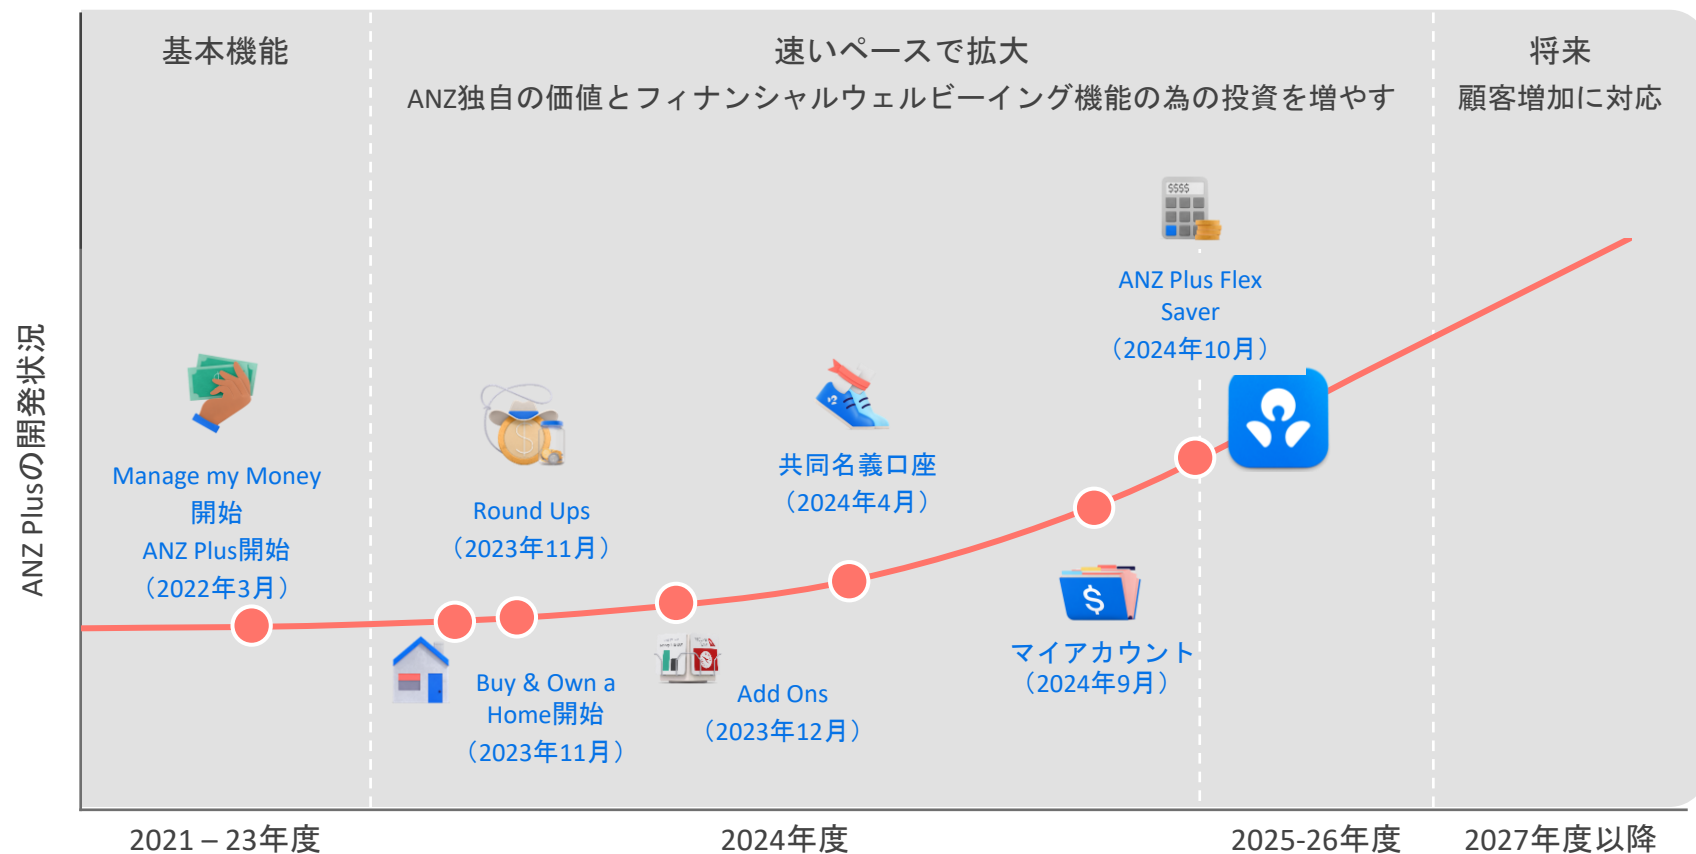 基本機能
速いペースで拡大
ANZ独自の価値とフィナンシャルウェルビーイング機能の為の投資を増やす
将来
顧客増加に対応
ANZ Plusの開発状況
Manage my Money
開始
ANZ Plus開始
（2022年3月）
Round Ups
（2023年11月）
Buy & Own a
Home開始
（2023年11月）
Add Ons
（2023年12月）
共同名義口座
（2024年4月）
マイアカウント
（2024年9月）
$$$$
ANZ Plus Flex
Saver
（2024年10月）
2021 – 23年度
2024年度
2025-26年度
2027年度以降